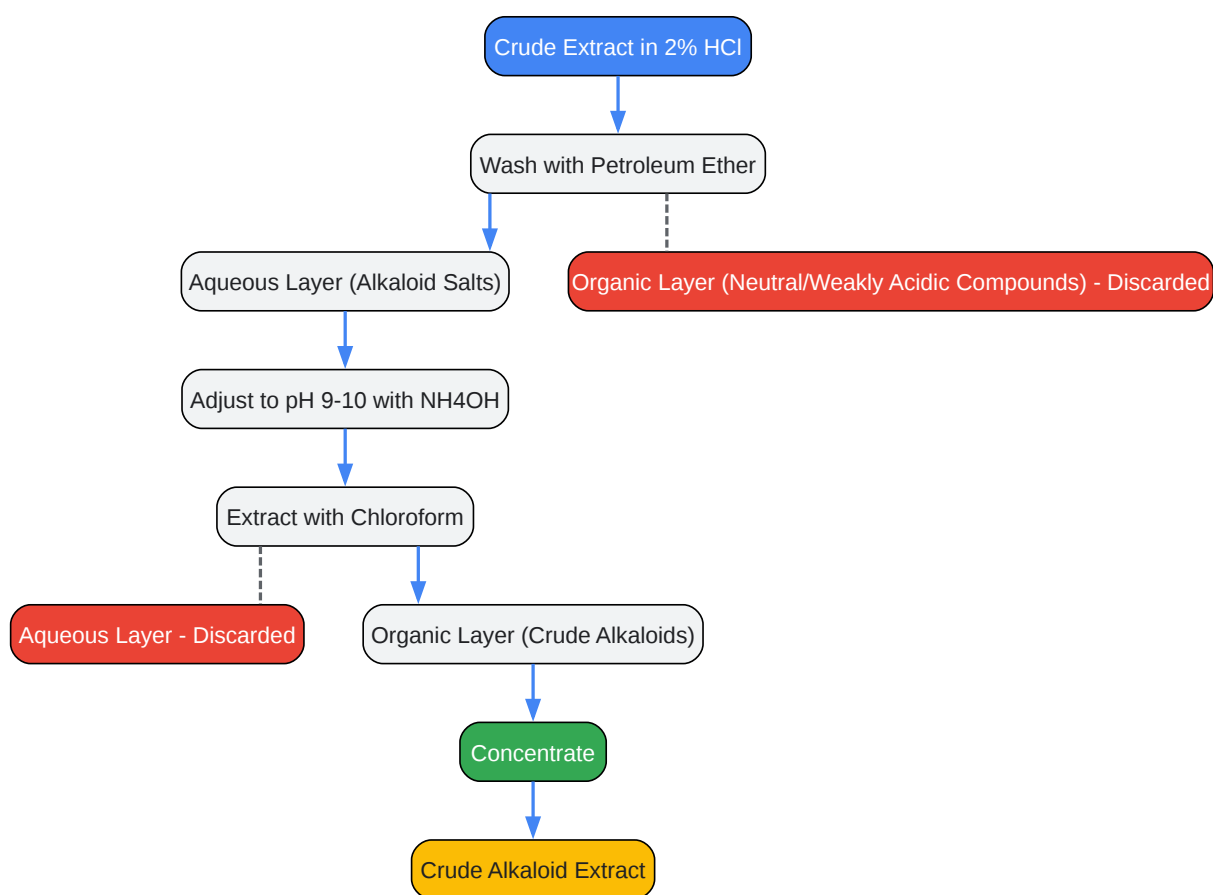 Crude Extract in 2% HCl
Wash with Petroleum Ether
Aqueous Layer (Alkaloid Salts)
Organic Layer (Neutral/Weakly Acidic Compounds) - Discarded
Adjust to pH 9-10 with NH4OH
Extract with Chloroform
Aqueous Layer - Discarded
Organic Layer (Crude Alkaloids)
Concentrate
Crude Alkaloid Extract